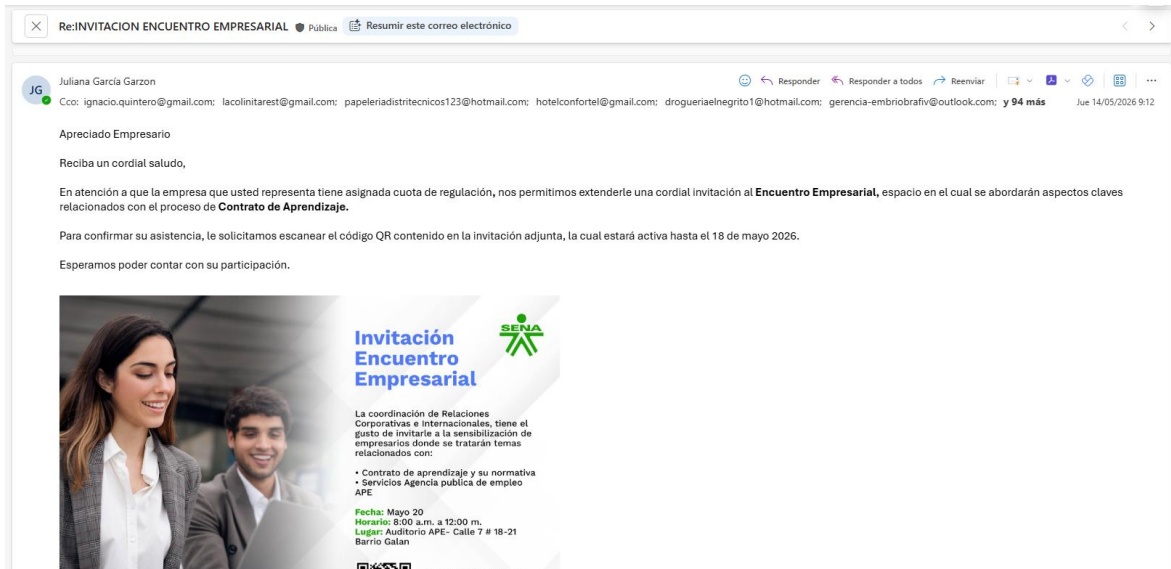 Re:INVITACION ENCUENTRO EMPRESARIAL Pública Resumir este correo electrónico
JG
Juliana García Garzon
Responder Responder a todos Reenviar
Cco: ignacio.quintero@gmail.com; lacolinitarest@gmail.com; papeleriadistritecnicos123@hotmail.com; hotelconfortel@gmail.com; drogueriaelnegrito1@hotmail.com; gerencia-embriobrafiv@outlook.com; y 94 más Jue 14/05/2026 9:12
Apreciado Empresario
Reciba un cordial saludo,
En atención a que la empresa que usted representa tiene asignada cuota de regulación, nos permitimos extenderle una cordial invitación al Encuentro Empresarial, espacio en el cual se abordarán aspectos claves
relacionados con el proceso de Contrato de Aprendizaje.
Para confirmar su asistencia, le solicitamos escanear el código QR contenido en la invitación adjunta, la cual estará activa hasta el 18 de mayo 2026.
Esperamos poder contar con su participación.
SENA
Invitación
Encuentro
Empresarial
La coordinación de Relaciones
Corporativas e Internacionales, tiene el
gusto de invitarle a la sensibilización de
empresarios donde se tratarán temas
relacionados con:
• Contrato de aprendizaje y su normativa
• Servicios Agencia publica de empleo
APE
Fecha: Mayo 20
Horario: 8:00 a.m. a 12:00 m.
Lugar: Auditorio APE- Calle 7 # 18-21
Barrio Galan